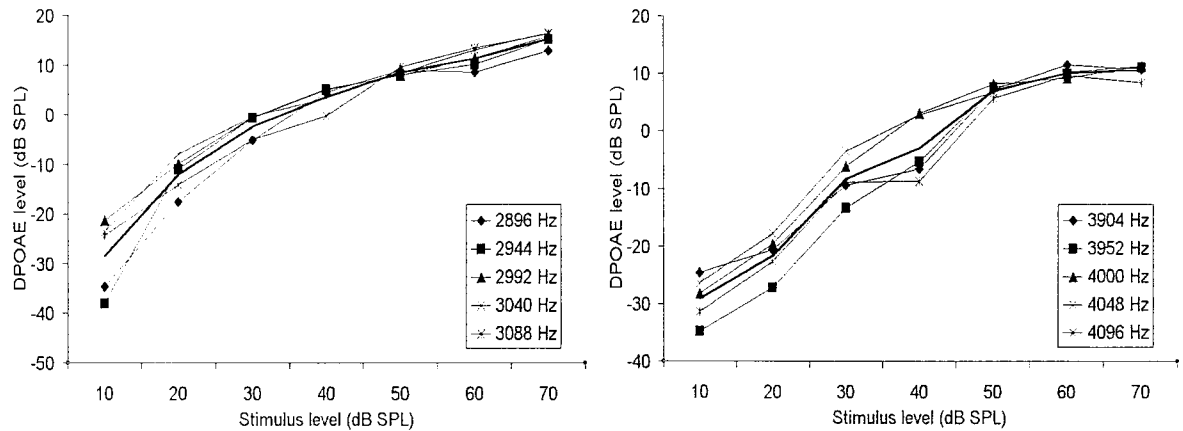 20
10
0
-10
-20
-30
-40
-50
DPOAE level (dB SPL)
2896 Hz
2944 Hz
2992 Hz
3040 Hz
3088 Hz
10 20 30 40 50 60 70
Stimulus level (dB SPL)
20
10
0
-10
-20
-30
-40
DPOAE level (dB SPL)
3904 Hz
3952 Hz
4000 Hz
4048 Hz
4096 Hz
10 20 30 40 50 60 70
Stimulus level (dB SPL)